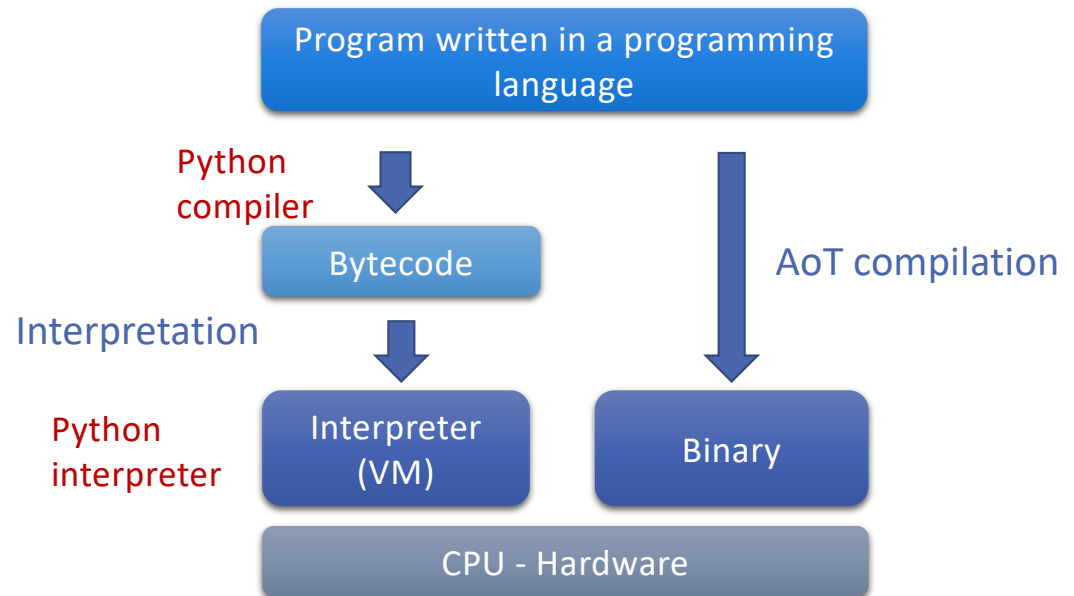 Program written in a programming
language
Python
compiler
Bytecode
AoT compilation
Interpretation
Python
interpreter
Interpreter
(VM)
Binary
CPU - Hardware